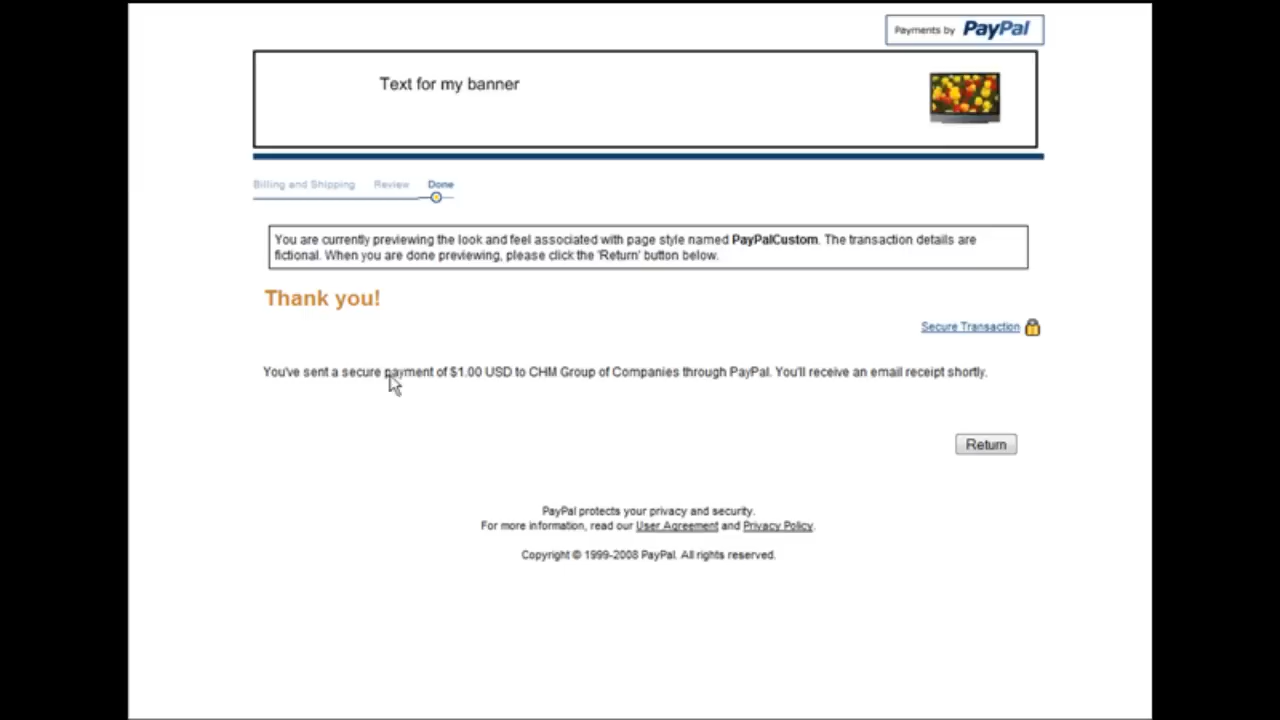 Payments by PayPal
Text for my banner
Billing and Shipping Review Done
You are currently previewing the look and feel associated with page style named PayPalCustom. The transaction details are
fictional. When you are done previewing, please click the 'Return' button below.
Thank you!
Secure Transaction
You've sent a secure payment of $1.00 USD to CHM Group of Companies through PayPal. You'll receive an email receipt shortly.
Return
PayPal protects your privacy and security.
For more information, read our User Agreement and Privacy Policy.
Copyright © 1999-2008 PayPal. All rights reserved.